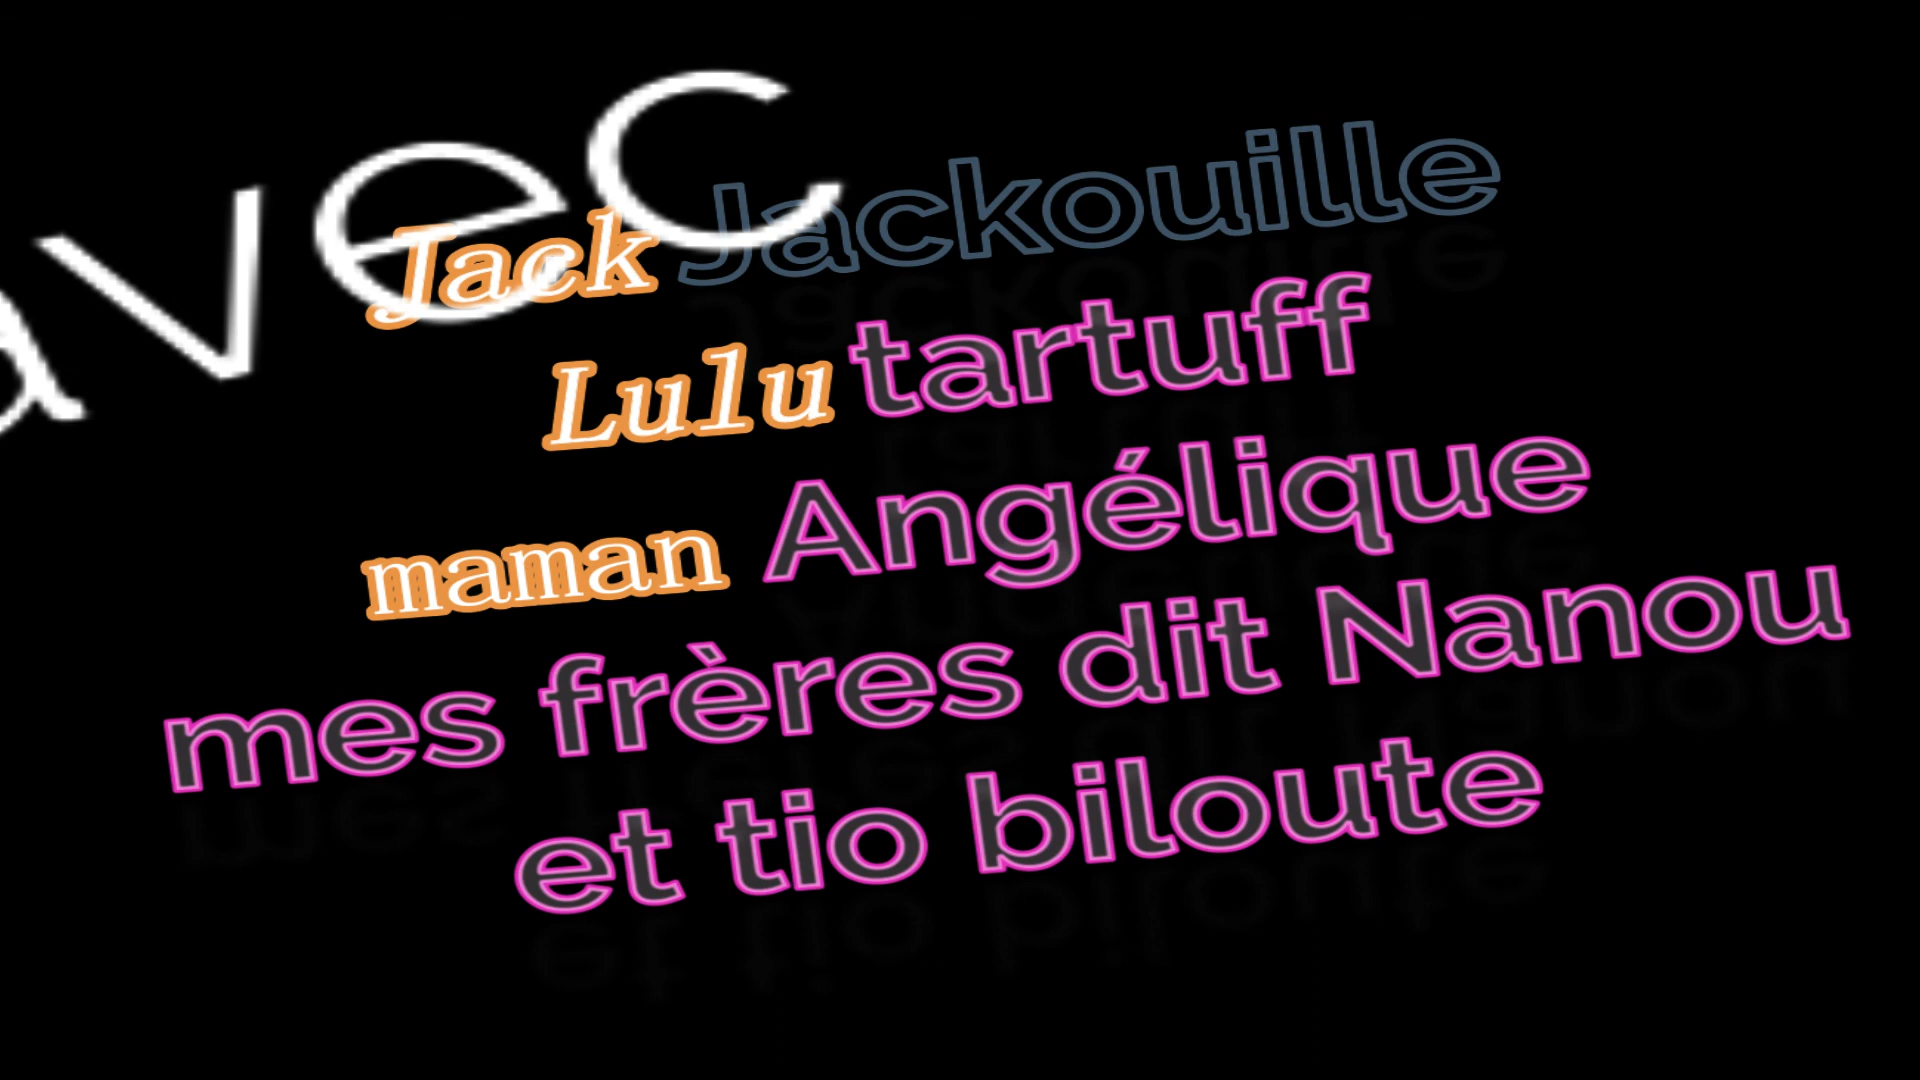 avec
Jack Jackouille
Lulu tartuff
maman Angélique
mes frères dit Nanou
et tio biloute